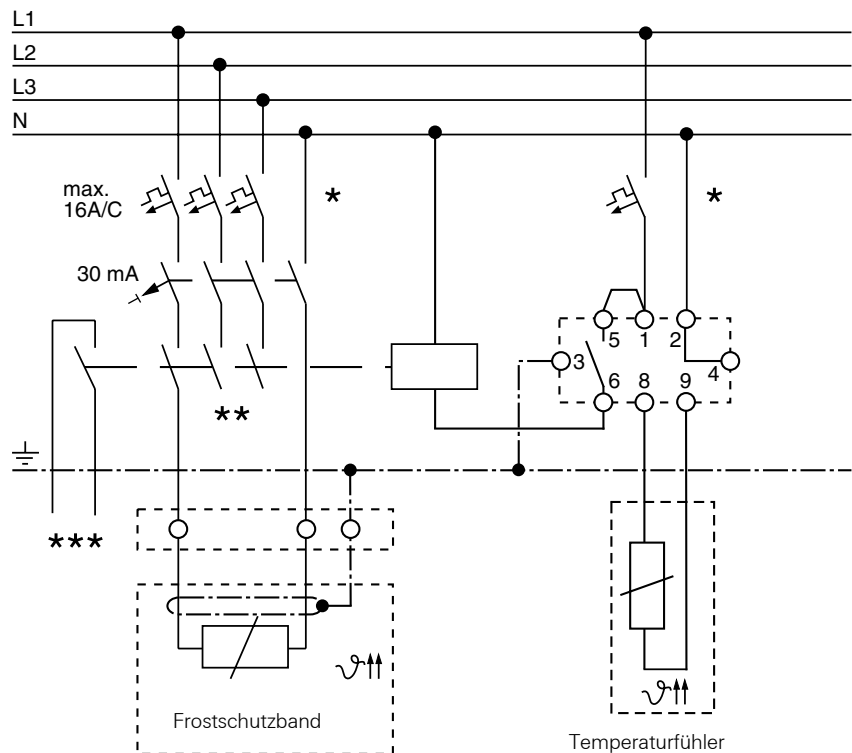 L1
L2
L3
N
max.
16A/C
*
*
30 mA
5 1 2
3 4
6 8 9
**
***
Frostschutzband
Temperaturfühler